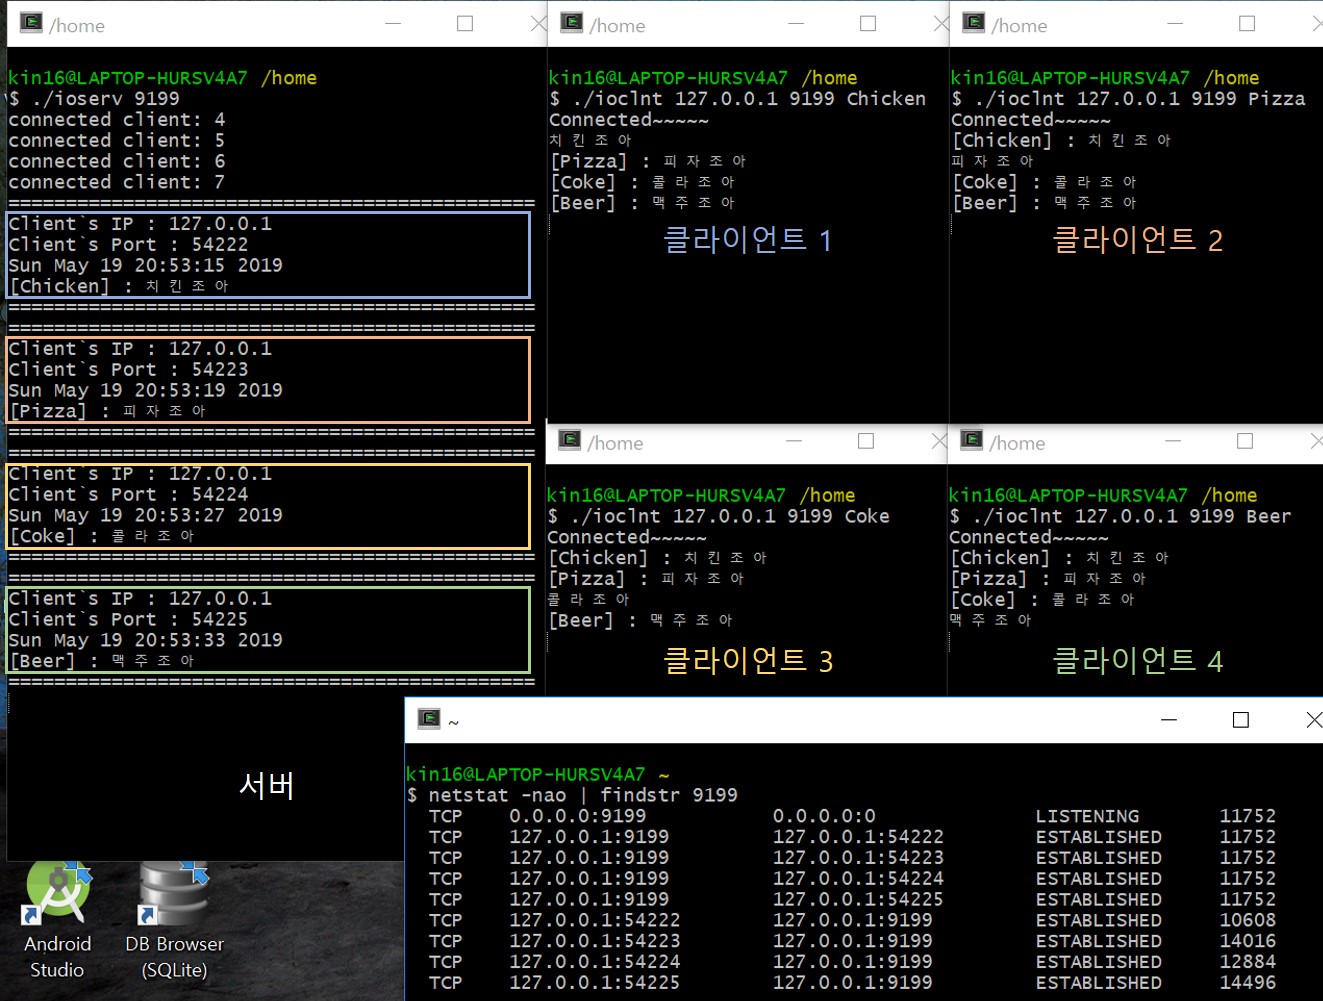 /home
kin16@LAPTOP-HURSV4A7 /home
$ ./ioserv 9199
connected client: 4
connected client: 5
connected client: 6
connected client: 7
==============================================
Client`s IP : 127.0.0.1
Client`s Port : 54222
Sun May 19 20:53:15 2019
[Chicken] : 치킨조아
==============================================
==============================================
Client`s IP : 127.0.0.1
Client`s Port : 54223
Sun May 19 20:53:19 2019
[Pizza] : 피자조아
==============================================
==============================================
Client`s IP : 127.0.0.1
Client`s Port : 54224
Sun May 19 20:53:27 2019
[Coke] : 콜라조아
==============================================
==============================================
Client`s IP : 127.0.0.1
Client`s Port : 54225
Sun May 19 20:53:33 2019
[Beer] : 맥주조아
==============================================
서버
/home
kin16@LAPTOP-HURSV4A7 /home
$ ./ioclnt 127.0.0.1 9199 Chicken
Connected~~~~~
치킨조아
[Pizza] : 피자조아
[Coke] : 콜라조아
[Beer] : 맥주조아
클라이언트 1
/home
kin16@LAPTOP-HURSV4A7 /home
$ ./ioclnt 127.0.0.1 9199 Pizza
Connected~~~~~
[Chicken] : 치킨조아
피자조아
[Coke] : 콜라조아
[Beer] : 맥주조아
클라이언트 2
/home
kin16@LAPTOP-HURSV4A7 /home
$ ./ioclnt 127.0.0.1 9199 Coke
Connected~~~~~
[Chicken] : 치킨조아
[Pizza] : 피자조아
콜라조아
[Beer] : 맥주조아
클라이언트 3
/home
kin16@LAPTOP-HURSV4A7 /home
$ ./ioclnt 127.0.0.1 9199 Beer
Connected~~~~~
[Chicken] : 치킨조아
[Pizza] : 피자조아
[Coke] : 콜라조아
맥주조아
클라이언트 4
~
kin16@LAPTOP-HURSV4A7 ~
$ netstat -nao | findstr 9199
TCP 0.0.0.0:9199 0.0.0.0:0 LISTENING 11752
TCP 127.0.0.1:9199 127.0.0.1:54222 ESTABLISHED 11752
TCP 127.0.0.1:9199 127.0.0.1:54223 ESTABLISHED 11752
TCP 127.0.0.1:9199 127.0.0.1:54224 ESTABLISHED 11752
TCP 127.0.0.1:9199 127.0.0.1:54225 ESTABLISHED 11752
TCP 127.0.0.1:54222 127.0.0.1:9199 ESTABLISHED 10608
TCP 127.0.0.1:54223 127.0.0.1:9199 ESTABLISHED 14016
TCP 127.0.0.1:54224 127.0.0.1:9199 ESTABLISHED 12884
TCP 127.0.0.1:54225 127.0.0.1:9199 ESTABLISHED 14496
Android
Studio
DB Browser
(SQLite)